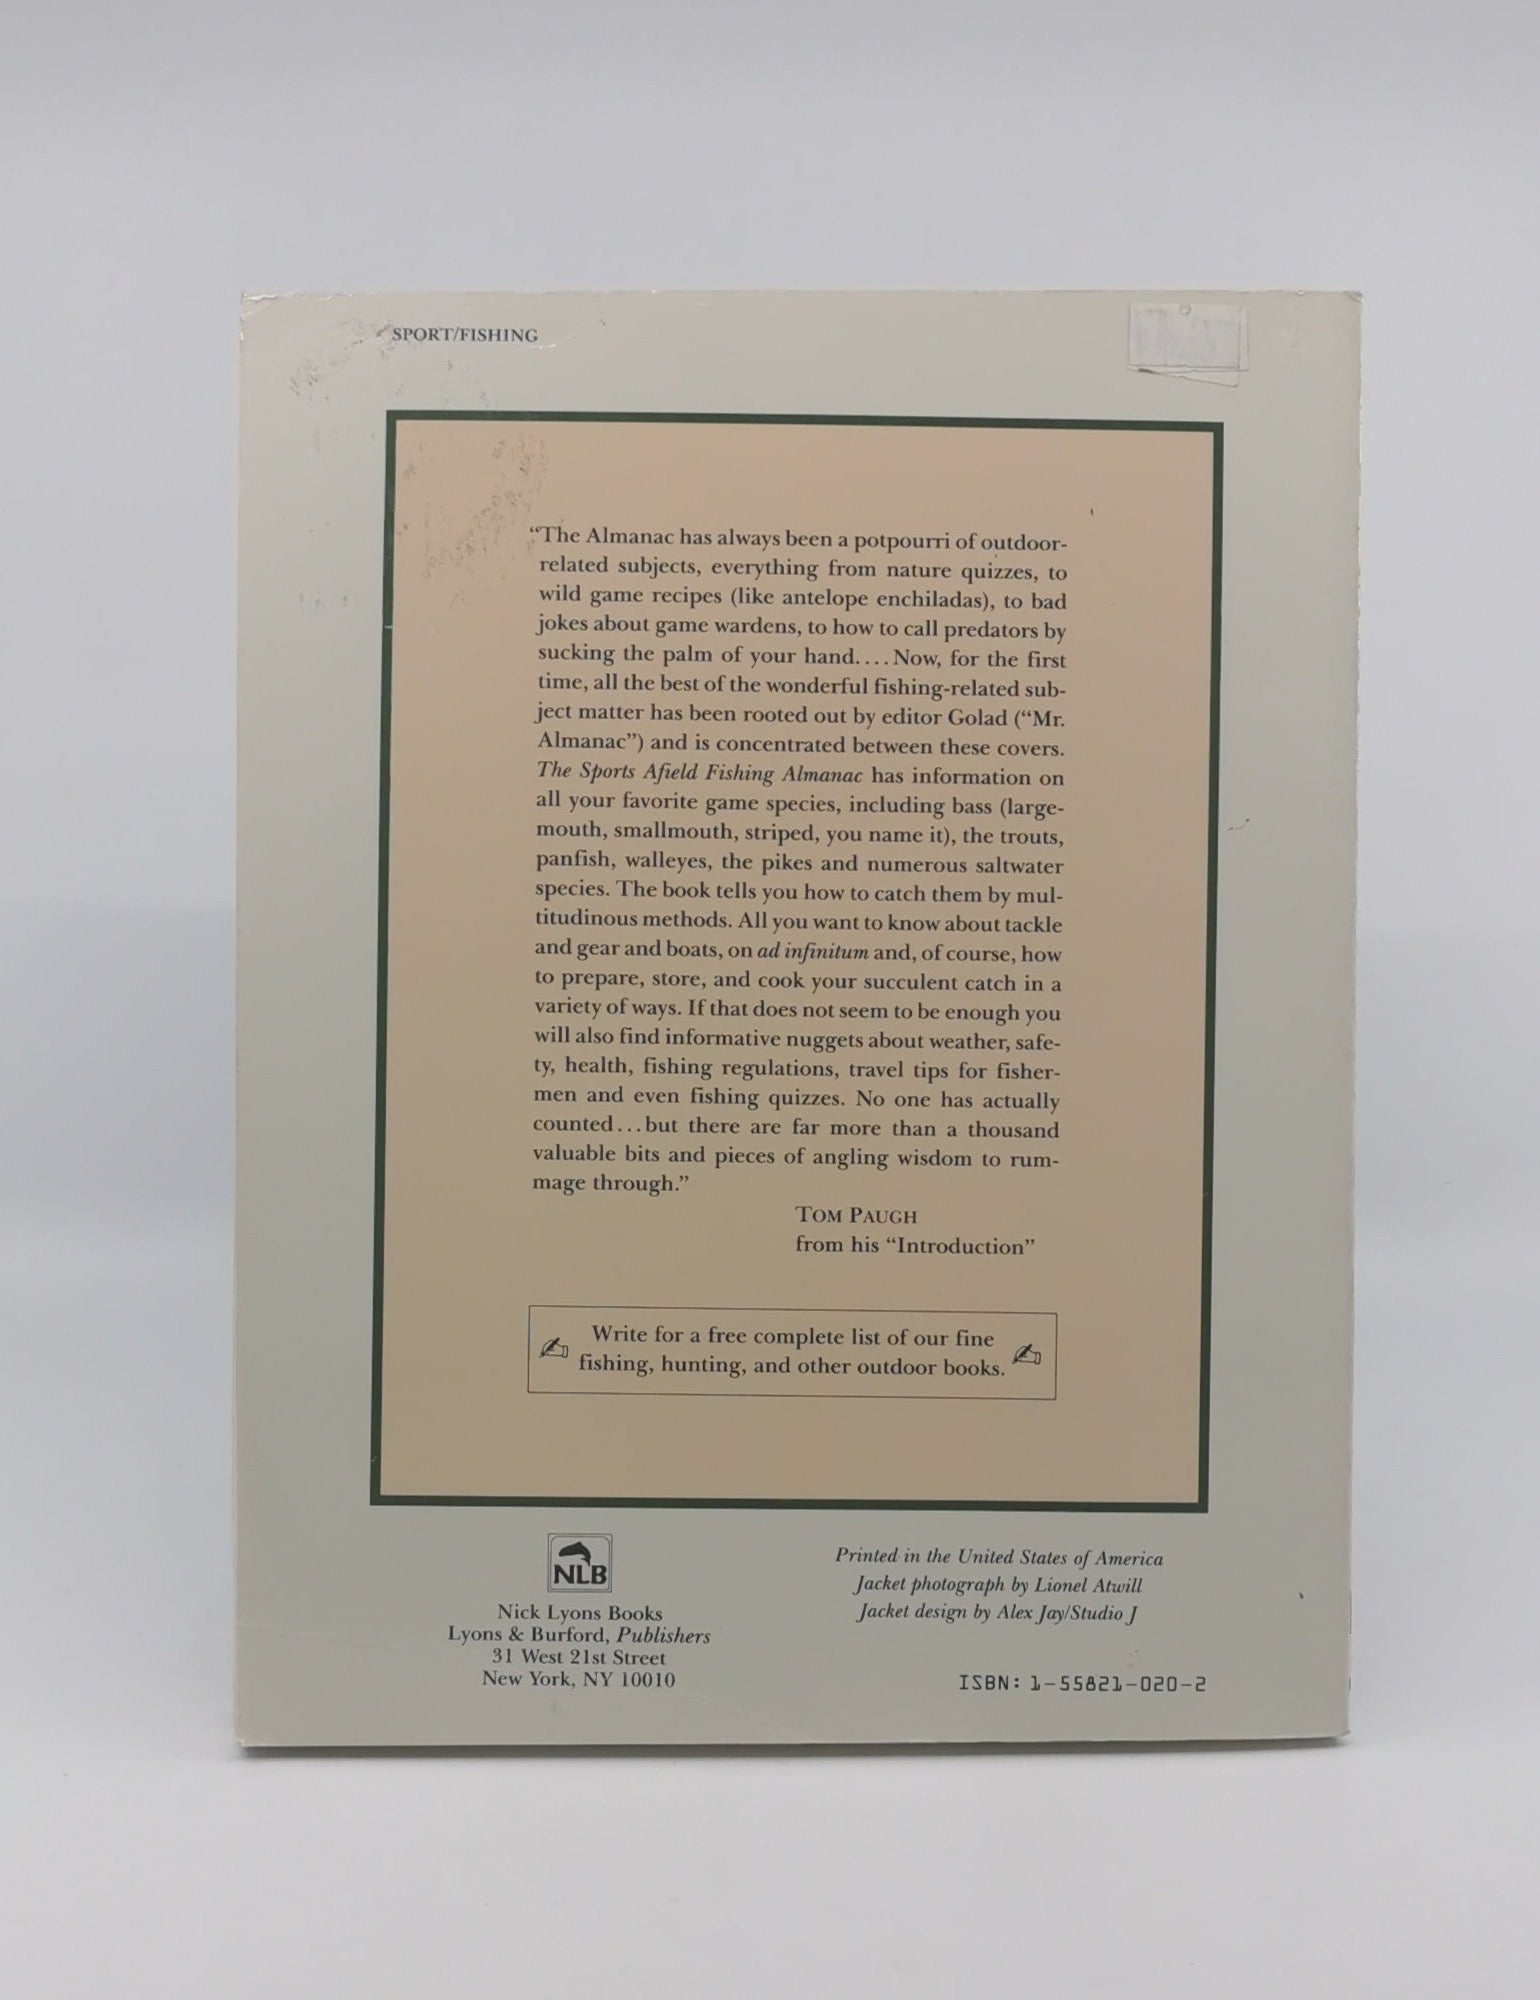 SPORT/FISHING
“The Almanac has always been a potpourri of outdoor-
related subjects, everything from nature quizzes, to
wild game recipes (like antelope enchiladas), to bad
jokes about game wardens, to how to call predators by
sucking the palm of your hand....Now, for the first
time, all the best of the wonderful fishing-related sub-
ject matter has been rooted out by editor Golad (“Mr.
Almanac”) and is concentrated between these covers.
The Sports Afield Fishing Almanac has information on
all your favorite game species, including bass (large-
mouth, smallmouth, striped, you name it), the trouts,
panfish, walleyes, the pikes and numerous saltwater
species. The book tells you how to catch them by mul-
titudinous methods. All you want to know about tackle
and gear and boats, on ad infinitum and, of course, how
to prepare, store, and cook your succulent catch in a
variety of ways. If that does not seem to be enough you
will also find informative nuggets about weather, safe-
ty, health, fishing regulations, travel tips for fisher-
men and even fishing quizzes. No one has actually
counted...but there are far more than a thousand
valuable bits and pieces of angling wisdom to rum-
mage through.”
TOM PAUGH
from his “Introduction”
Write for a free complete list of our fine
fishing, hunting, and other outdoor books.
NLB
Nick Lyons Books
Lyons & Burford, Publishers
31 West 21st Street
New York, NY 10010
Printed in the United States of America
Jacket photograph by Lionel Atwill
Jacket design by Alex Jay/Studio J
ISBN: 1-55821-020-2